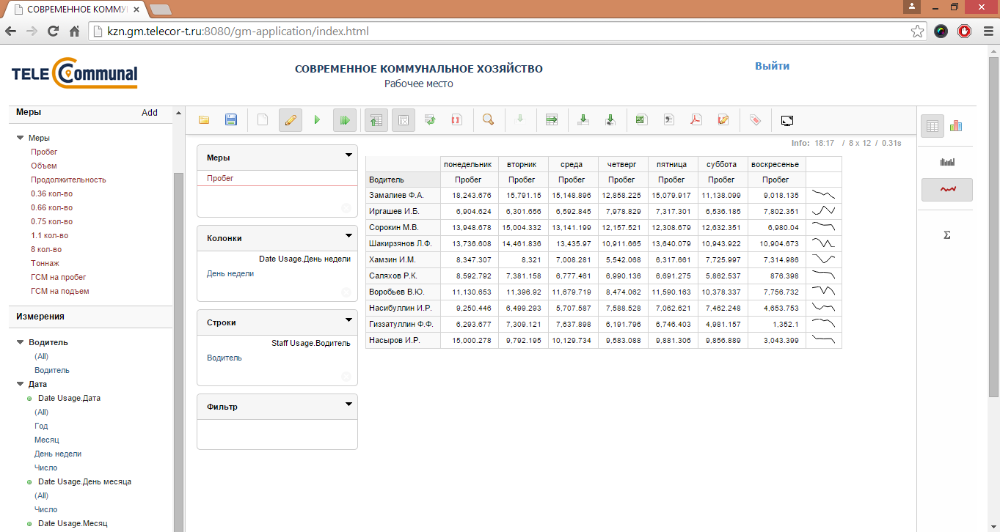 СОВРЕМЕННОЕ КОММУ
kzn.gm.telecor-t.ru:8080/gm-application/index.html
TELE Communal
СОВРЕМЕННОЕ КОММУНАЛЬНОЕ ХОЗЯЙСТВО
Рабочее место
Выйти
Меры Add
Меры
Пробег
Объем
Продолжительность
0.36 кол-во
0.66 кол-во
0.75 кол-во
1.1 кол-во
8 кол-во
Тоннаж
ГСМ на пробег
ГСМ на подъем
Измерения
Водитель
(All)
Водитель
Дата
Date Usage.Дата
(All)
Год
Месяц
День недели
Число
Date Usage.День месяца
(All)
Число
Date Usage.Месяц
Info: 18:17 / 8 x 12 / 0.31s
Меры
Пробег
Колонки
Date Usage.День недели
День недели
Строки
Staff Usage.Водитель
Водитель
Фильтр
понедельник вторник среда четверг пятница суббота воскресенье
Водитель Пробег Пробег Пробег Пробег Пробег Пробег Пробег
Замалиев Ф.А. 18,243.676 15,791.15 15,148.896 12,858.225 15,079.917 11,138.099 9,018.135
Иргашев И.Б. 6,904.624 6,301.656 6,592.845 7,978.829 7,317.301 6,536.185 7,802.351
Сорокин М.В. 13,948.678 15,004.332 13,141.199 12,157.521 12,308.679 12,632.351 6,980.04
Шакирзянов Л.Ф. 13,736.608 14,461.836 13,435.97 10,911.665 13,640.079 10,943.922 10,904.673
Хамзин И.М. 8,347.307 8,321 7,008.281 5,542.068 6,317.661 7,725.997 7,314.986
Саляхов Р.К. 8,592.792 7,381.158 6,777.461 6,990.136 6,691.275 5,862.537 876.398
Воробьев В.Ю. 11,130.653 11,396.92 11,679.719 8,474.062 11,590.163 10,378.337 7,756.732
Насибуллин И.Р. 9,250.446 6,499.293 5,707.587 7,588.528 7,062.621 7,462.248 4,653.753
Гиззатуллин Ф.Ф. 6,293.677 7,309.121 7,637.898 6,191.796 6,746.403 4,981.157 1,352.1
Насыров И.Р. 15,000.278 9,792.195 10,129.734 9,583.088 9,881.306 9,856.889 3,043.399
Σ